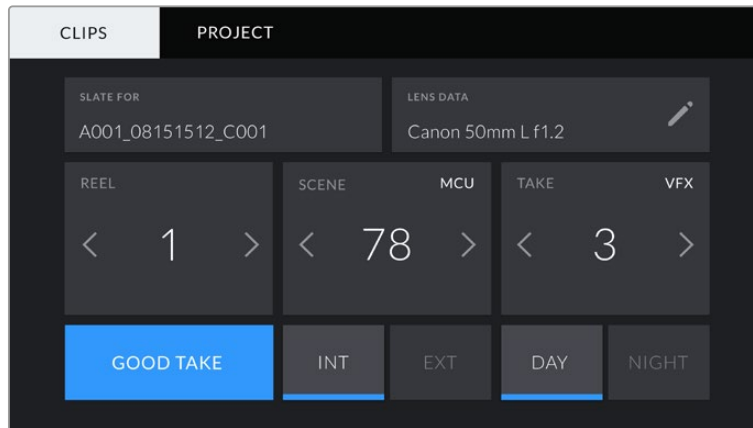 CLIPS PROJECT
SLATE FOR
A001_08151512_C001
LENS DATA
Canon 50mm L f1.2
REEL
1
SCENE MCU
78
TAKE VFX
3
GOOD TAKE INT EXT DAY NIGHT